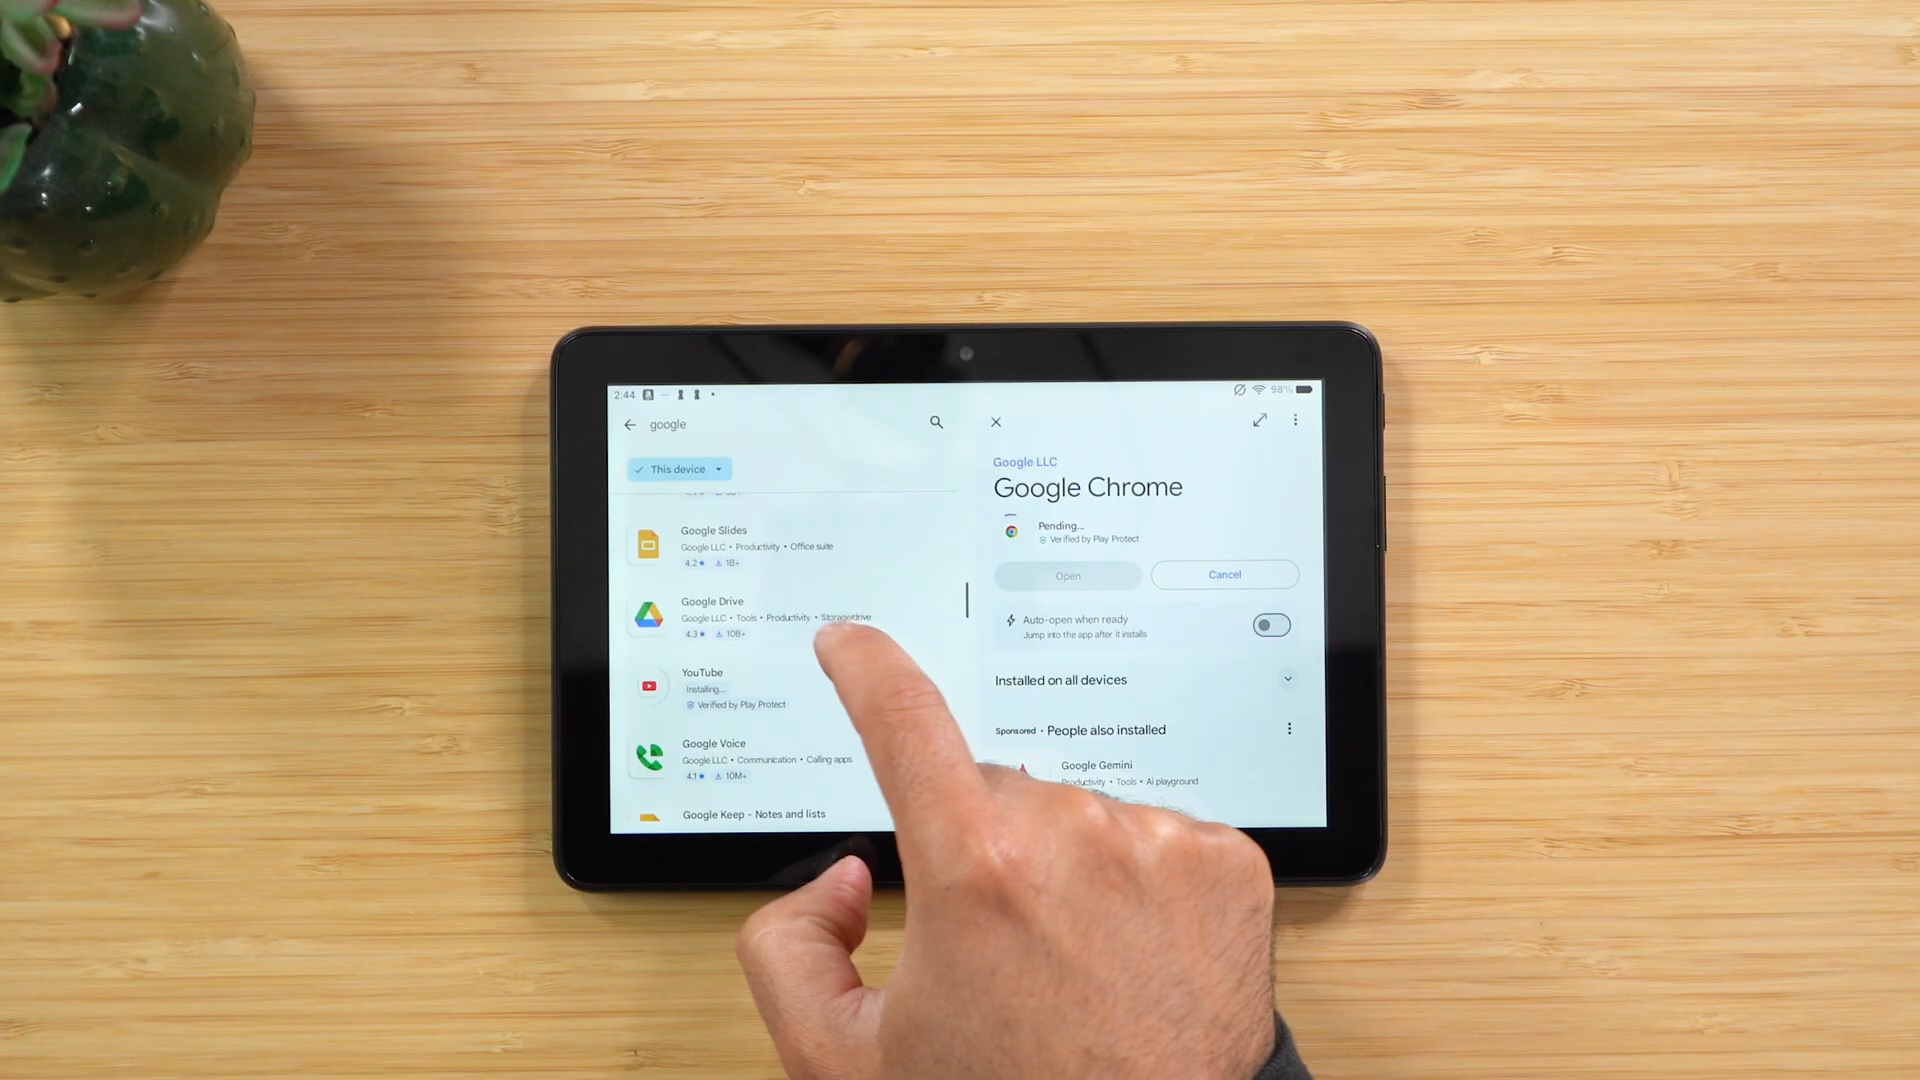 2:44
98%
google
This device
Google Slides
Google LLC • Productivity • Office suite
4.2★ 1B+
Google Drive
Google LLC • Tools • Productivity • Storage drive
4.3★ 10B+
YouTube
Installing...
Verified by Play Protect
Google Voice
Google LLC • Communication • Calling apps
4.1★ 10M+
Google Keep - Notes and lists
Google LLC
Google Chrome
Pending...
Verified by Play Protect
Open
Cancel
Auto-open when ready
Jump into the app after it installs
Installed on all devices
Sponsored • People also installed
Google Gemini
Productivity • Tools • Ai playground